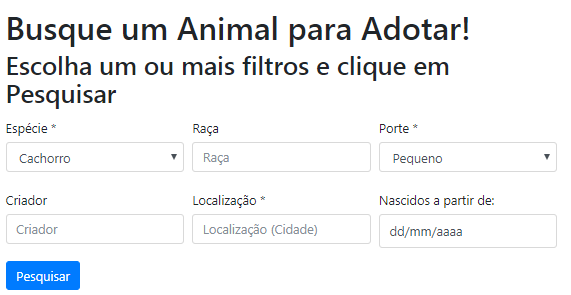 Busque um Animal para Adotar!
Escolha um ou mais filtros e clique em
Pesquisar
Espécie * Raça Porte *
Cachorro Raça Pequeno
Criador Localização * Nascidos a partir de:
Criador Localização (Cidade) dd/mm/aaaa
Pesquisar